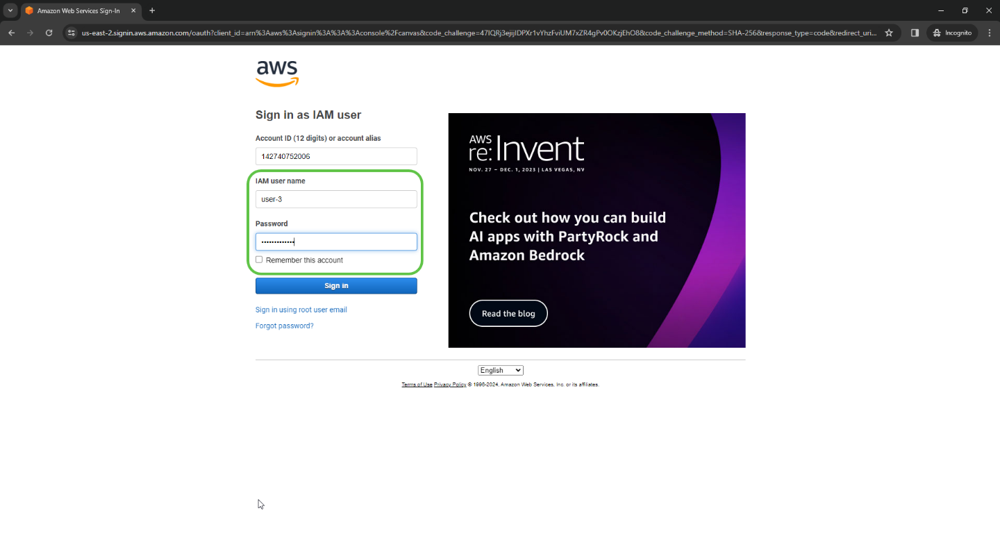 Amazon Web Services Sign-In
us-east-2.signin.aws.amazon.com/oauth?client_id=arn%3Aaws%3Asignin%3A%3A%3Aconsole%2Fcanvas&code_challenge=47IQRj3ejijIDPXr1vYhzFviUM7xZR4gPv0OKzjEhO8&code_challenge_method=SHA-256&response_type=code&redirect_uri...
Incognito
aws
Sign in as IAM user
Account ID (12 digits) or account alias
142740752006
IAM user name
user-3
Password
•••••••••••••
Remember this account
Sign in
Sign in using root user email
Forgot password?
AWS
re:Invent
NOV. 27 – DEC. 1, 2023 | LAS VEGAS, NV
Check out how you can build
AI apps with PartyRock and
Amazon Bedrock
Read the blog
English
Terms of Use Privacy Policy © 1996-2024, Amazon Web Services, Inc. or its affiliates.